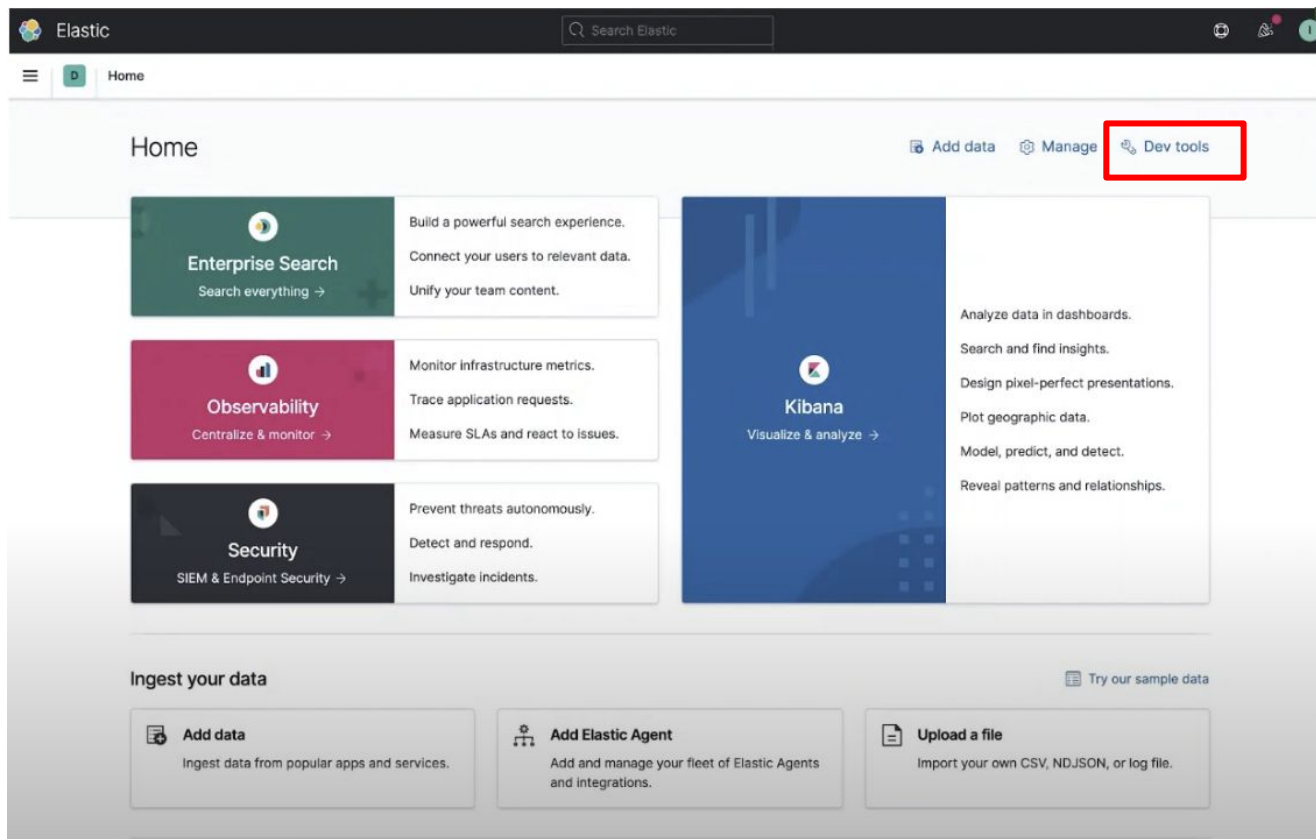 Elastic
Search Elastic
D
Home
Home
Add data
Manage
Dev tools
Enterprise Search
Search everything →
Build a powerful search experience.
Connect your users to relevant data.
Unify your team content.
Observability
Centralize & monitor →
Monitor infrastructure metrics.
Trace application requests.
Measure SLAs and react to issues.
Security
SIEM & Endpoint Security →
Prevent threats autonomously.
Detect and respond.
Investigate incidents.
Kibana
Visualize & analyze →
Analyze data in dashboards.
Search and find insights.
Design pixel-perfect presentations.
Plot geographic data.
Model, predict, and detect.
Reveal patterns and relationships.
Ingest your data
Try our sample data
Add data
Ingest data from popular apps and services.
Add Elastic Agent
Add and manage your fleet of Elastic Agents
and integrations.
Upload a file
Import your own CSV, NDJSON, or log file.